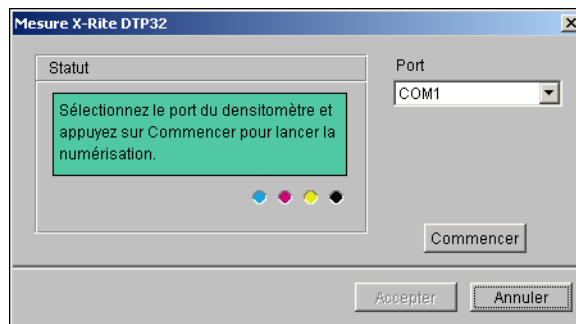 Mesure X-Rite DTP32
Statut
Sélectionnez le port du densitomètre et
appuyez sur Commencer pour lancer la
numérisation.
Port
COM1
Commencer
Accepter
Annuler